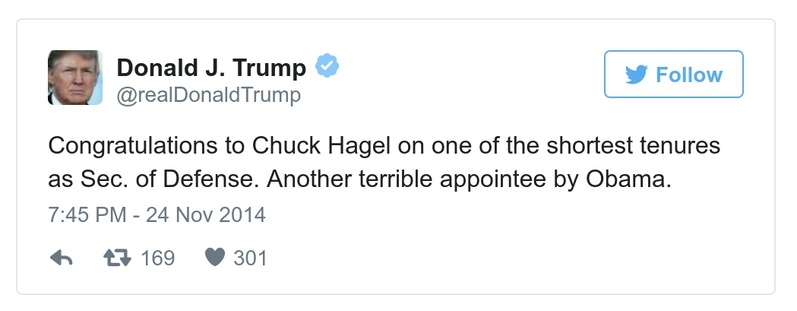 Donald J. Trump
@realDonaldTrump
Follow
Congratulations to Chuck Hagel on one of the shortest tenures
as Sec. of Defense. Another terrible appointee by Obama.
7:45 PM - 24 Nov 2014
169 301